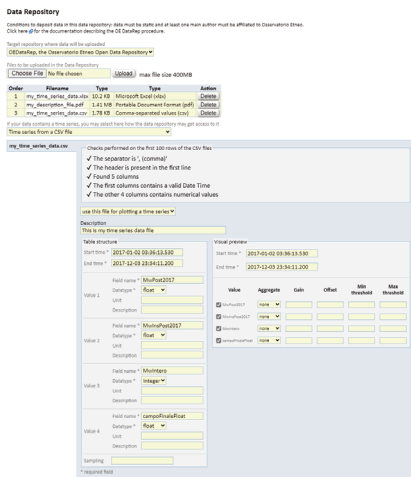 Data Repository
Conditions to deposit data in this data repository: data must be static and at least one main author must be affiliated to Osservatorio Etneo.
Click here for the documentation describing the OE DataRep procedure.
Target repository where data will be uploaded
OEDataRep, the Osservatorio Etneo Open Data Repository
Files to be uploaded in the Data Repository
Choose File No file chosen Upload max file size 400MB
Order Filename Type Type Action
1 my_time_series_data.xlsx 10.2 KB Microsoft Excel (xlsx) Delete
2 my_description_file.pdf 1.41 MB Portable Document Format (pdf) Delete
3 my_time_series_data.csv 1.78 KB Comma-separated values (csv) Delete
If your data contains a time series, you may select here how the data repository may get access to it
Time series from a CSV file
my_time_series_data.csv
Checks performed on the first 100 rows of the CSV files
✓ The separator is ', (comma)'
✓ The header is present in the first line
✓ Found 5 columns
✓ The first columns contains a valid Date Time
✓ The other 4 columns contains numerical values
use this file for plotting a time series
Description
This is my time series data file
Table structure
Start time * 2017-01-02 03:36:13.530
End time * 2017-12-03 23:34:11.200
Value 1
Field name * MwPost2017
Datatype * float
Unit
Description
Value 2
Field name * MwInsPost2017
Datatype * float
Unit
Description
Value 3
Field name * MwIntero
Datatype * integer
Unit
Description
Value 4
Field name * campoFinaleFloat
Datatype * float
Unit
Description
Sampling
* required field
Visual preview
Start time * 2017-01-02 03:36:13.530
End time * 2017-12-03 23:34:11.200
Value Aggregate Gain Offset Min threshold Max threshold
MwPost2017 none
MwInsPost2017 none
MwIntero none
campoFinaleFloat none